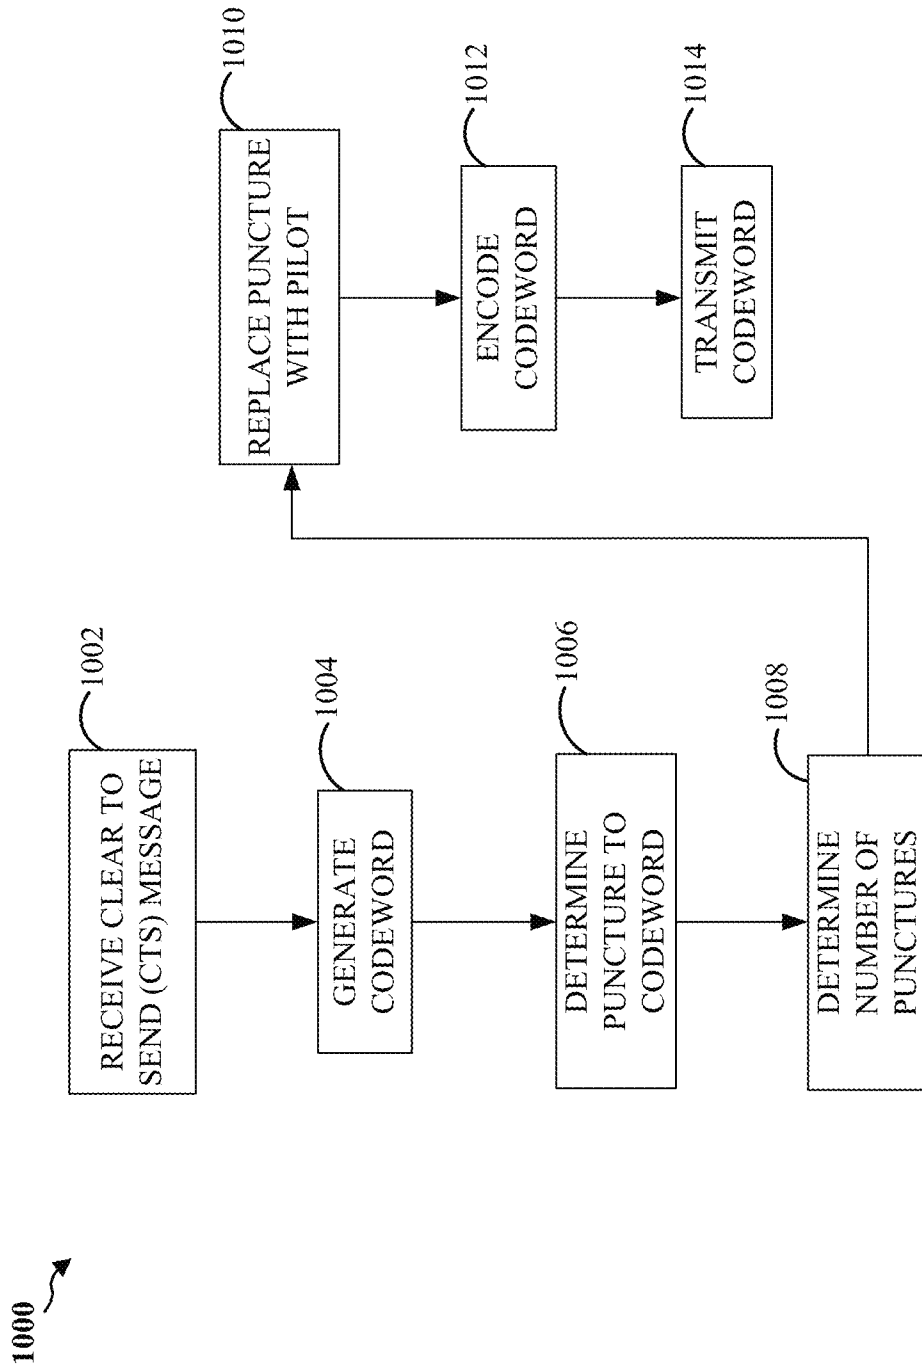 1000
RECEIVE CLEAR TO
SEND (CTS) MESSAGE
1002
GENERATE
CODEWORD
1004
DETERMINE
PUNCTURE TO
CODEWORD
1006
DETERMINE
NUMBER OF
PUNCTURES
1008
REPLACE PUNCTURE
WITH PILOT
1010
ENCODE
CODEWORD
1012
TRANSMIT
CODEWORD
1014